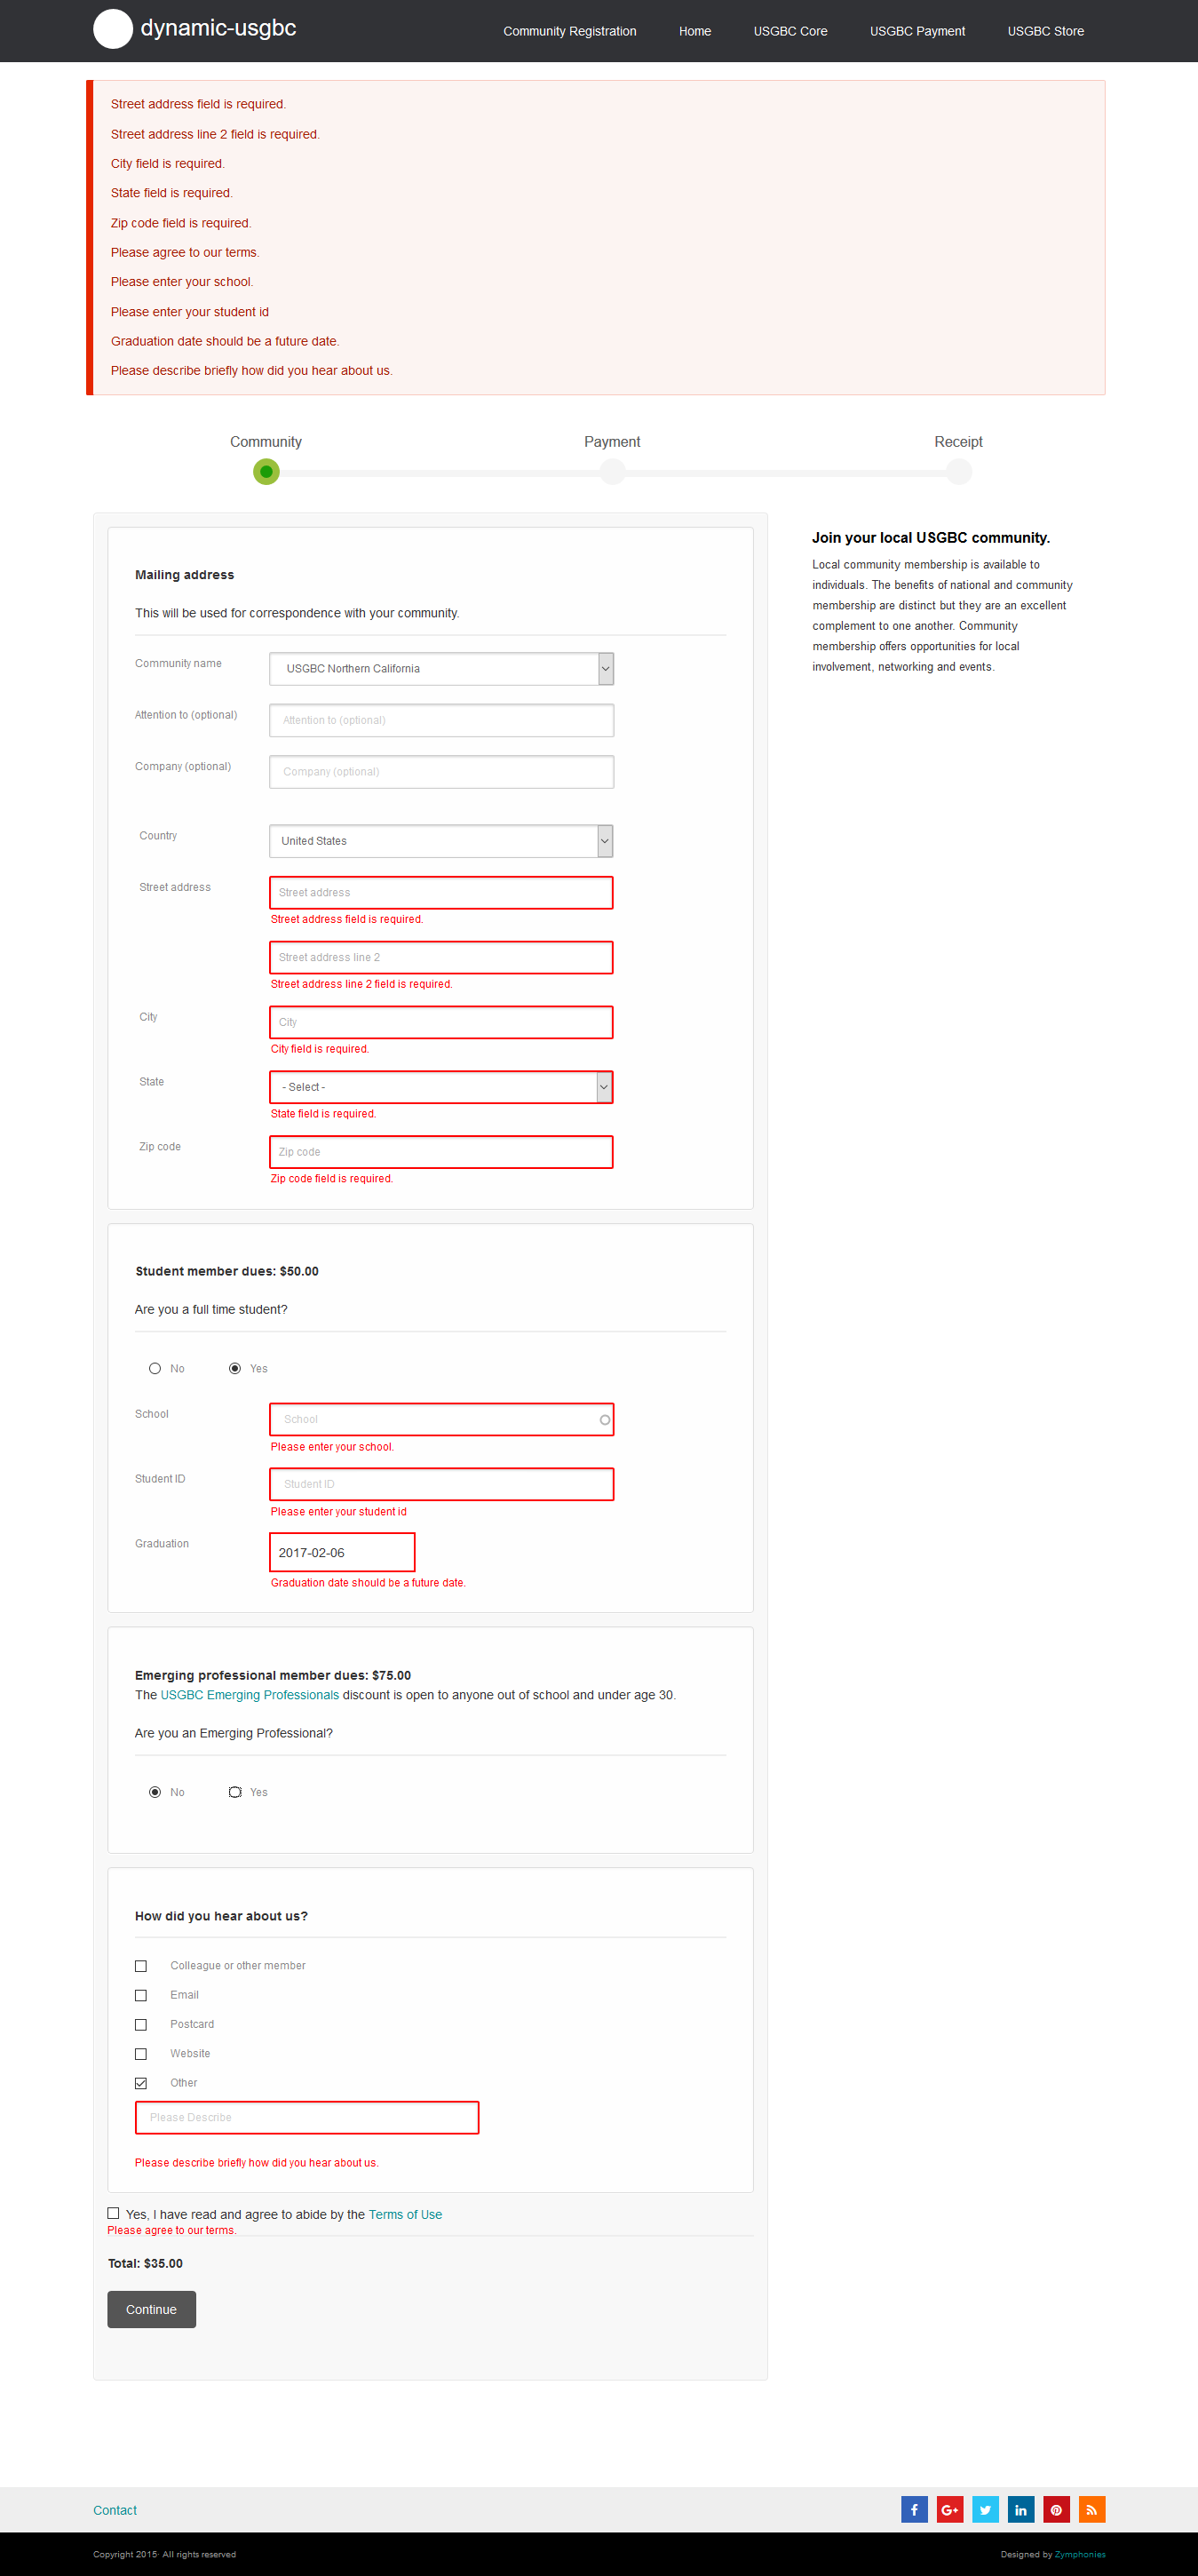 dynamic-usgbc
Community Registration Home USGBC Core USGBC Payment USGBC Store
Street address field is required.
Street address line 2 field is required.
City field is required.
State field is required.
Zip code field is required.
Please agree to our terms.
Please enter your school.
Please enter your student id
Graduation date should be a future date.
Please describe briefly how did you hear about us.
Community Payment Receipt
Mailing address
This will be used for correspondence with your community.
Community name USGBC Northern California
Attention to (optional) Attention to (optional)
Company (optional) Company (optional)
Country United States
Street address Street address
Street address field is required.
Street address line 2
Street address line 2 field is required.
City City
City field is required.
State - Select -
State field is required.
Zip code Zip code
Zip code field is required.
Join your local USGBC community.
Local community membership is available to
individuals. The benefits of national and community
membership are distinct but they are an excellent
complement to one another. Community
membership offers opportunities for local
involvement, networking and events.
Student member dues: $50.00
Are you a full time student?
No Yes
School School
Please enter your school.
Student ID Student ID
Please enter your student id
Graduation 2017-02-06
Graduation date should be a future date.
Emerging professional member dues: $75.00
The USGBC Emerging Professionals discount is open to anyone out of school and under age 30.
Are you an Emerging Professional?
No Yes
How did you hear about us?
Colleague or other member
Email
Postcard
Website
Other
Please Describe
Please describe briefly how did you hear about us.
Yes, I have read and agree to abide by the Terms of Use
Please agree to our terms.
Total: $35.00
Continue
Contact
Copyright 2015· All rights reserved
Designed by Zymphonies